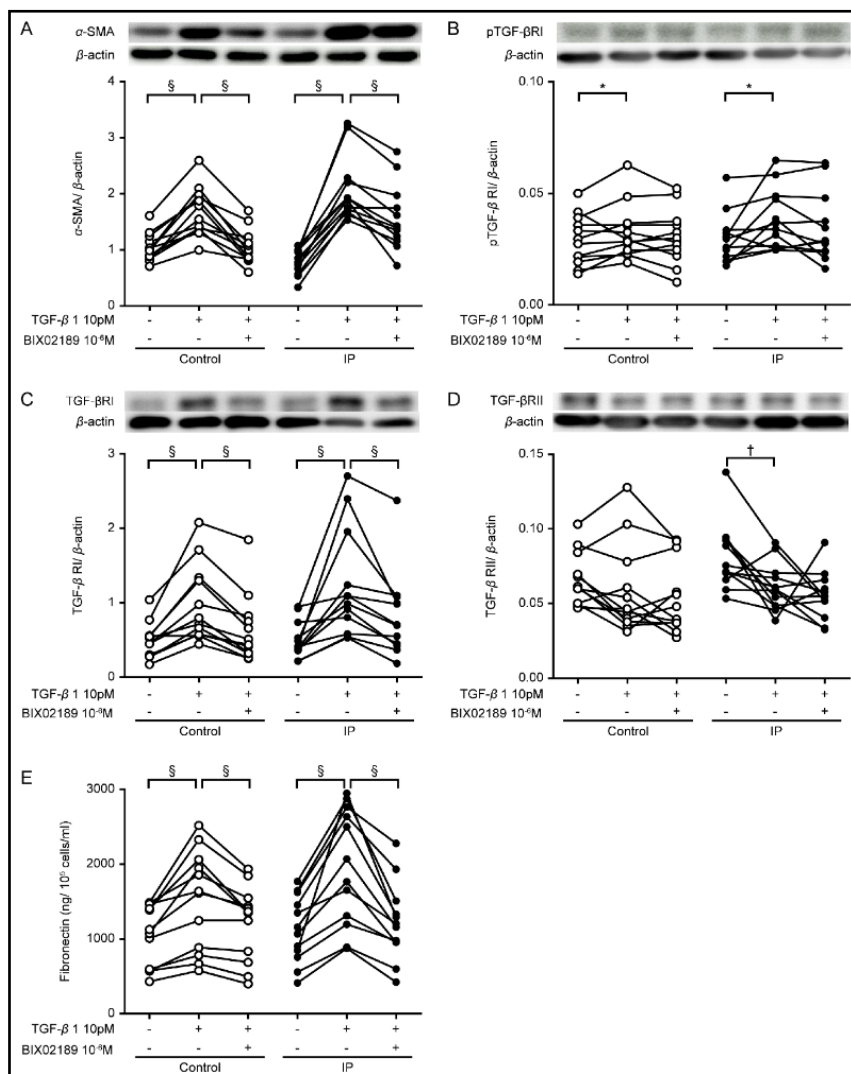 A
α-SMA
β-actin
§ § § §
4
3
2
1
0
α-SMA/ β-actin
TGF-β 1 10pM - + + - + +
BIX02189 10⁻⁶M - - + - - +
Control IP
B
pTGF-βRI
β-actin
* *
0.10
0.05
0.00
pTGF-β RI/ β-actin
TGF-β 1 10pM - + + - + +
BIX02189 10⁻⁶M - - + - - +
Control IP
C
TGF-βRI
β-actin
§ § § §
3
2
1
0
TGF-β RI/ β-actin
TGF-β 1 10pM - + + - + +
BIX02189 10⁻⁶M - - + - - +
Control IP
D
TGF-βRII
β-actin
†
0.15
0.10
0.05
0.00
TGF-β RII/ β-actin
TGF-β 1 10pM - + + - + +
BIX02189 10⁻⁶M - - + - - +
Control IP
E
§ § § §
3000
2000
1000
0
Fibronectin (ng/ 10⁵ cells/ml)
TGF-β 1 10pM - + + - + +
BIX02189 10⁻⁶M - - + - - +
Control IP